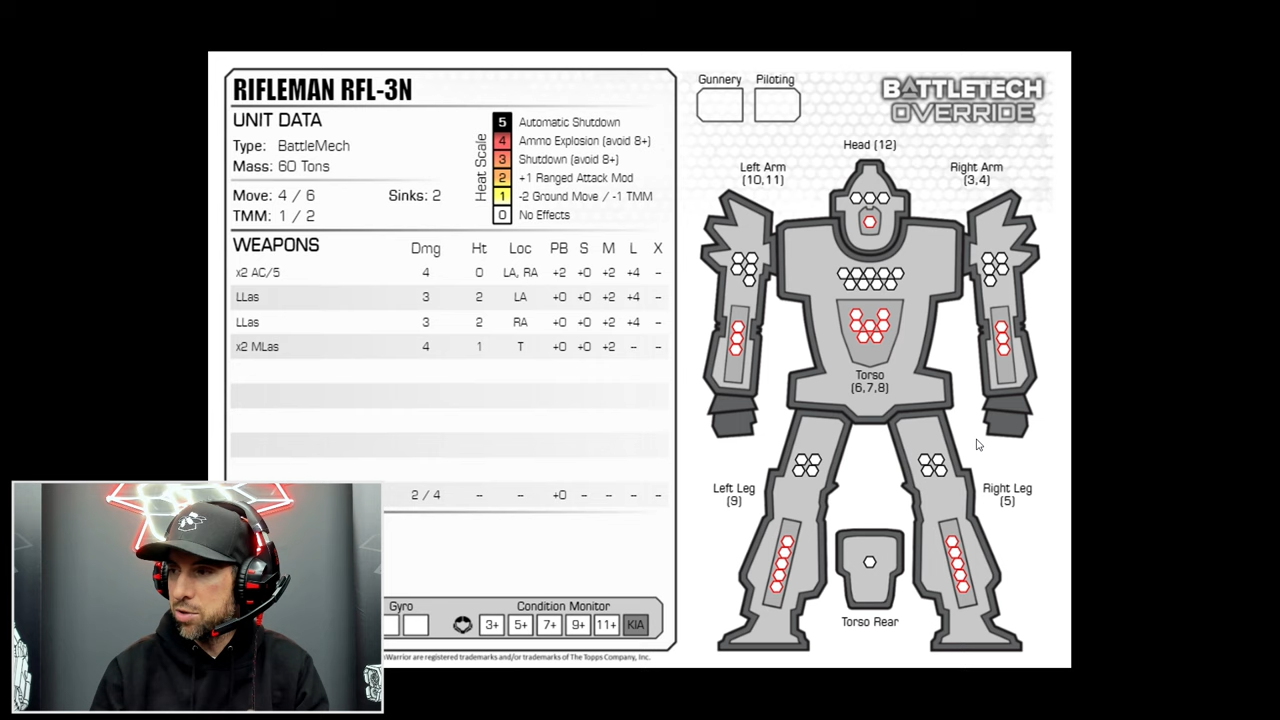 RIFLEMAN RFL-3N
UNIT DATA
Type: BattleMech
Mass: 60 Tons
Move: 4 / 6 Sinks: 2
TMM: 1 / 2
Heat Scale
5 Automatic Shutdown
4 Ammo Explosion (avoid 8+)
3 Shutdown (avoid 8+)
2 +1 Ranged Attack Mod
1 -2 Ground Move / -1 TMM
0 No Effects
WEAPONS Dmg Ht Loc PB S M L X
x2 AC/5 4 0 LA, RA +2 +0 +2 +4 --
LLas 3 2 LA +0 +0 +2 +4 --
LLas 3 2 RA +0 +0 +2 +4 --
x2 MLas 4 1 T +0 +0 +2 -- --
2 / 4 -- -- +0 -- -- -- --
Gyro Condition Monitor
3+ 5+ 7+ 9+ 11+ KIA
Warrior are registered trademarks and/or trademarks of The Topps Company, Inc.
Gunnery Piloting
BATTLETECH
OVERRIDE
Head (12)
Left Arm
(10,11)
Right Arm
(3,4)
Torso
(6,7,8)
Left Leg
(9)
Right Leg
(5)
Torso Rear